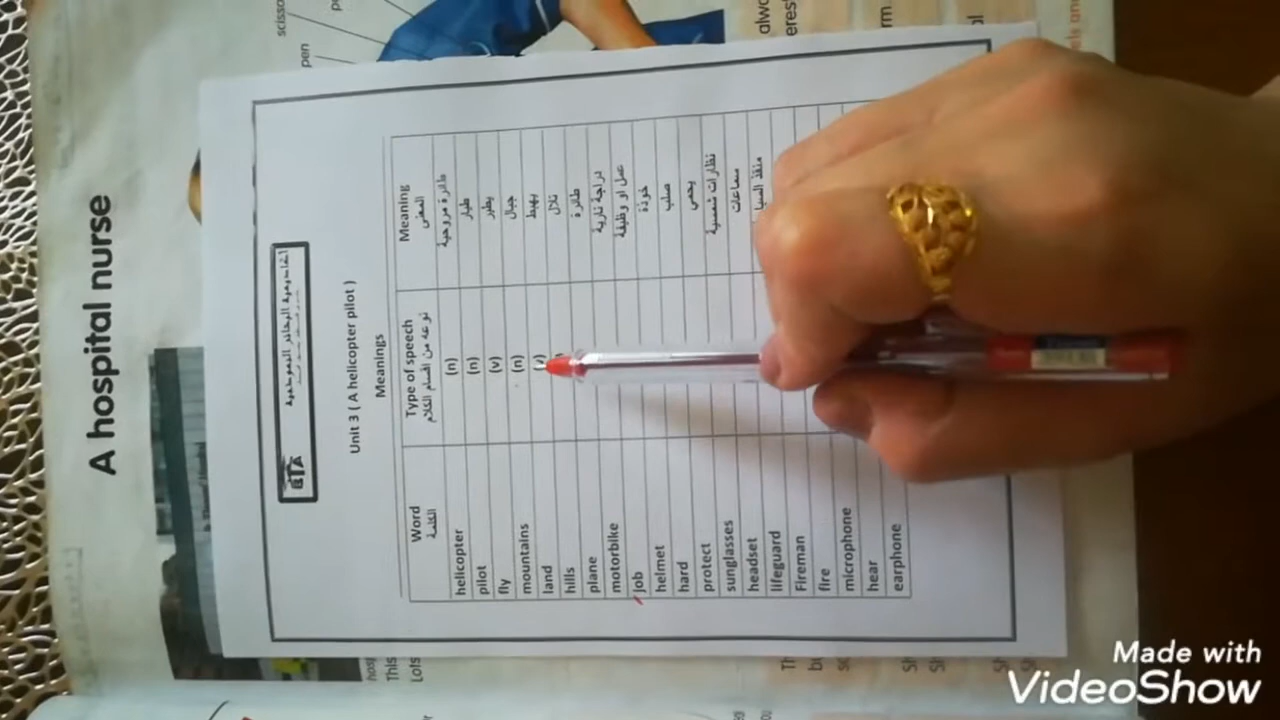 A hospital nurse
Unit 3 ( A helicopter pilot )
Meanings
Word Type of speech Meaning
الكلمة نوعه من اقسام الكلام المعنى
helicopter (n) طائرة مروحية
pilot (n) طيار
fly (v) يطير
mountains (n) جبال
land (v) يهبط
hills تلال
plane طائرة
motorbike دراجة نارية
job عمل او وظيفة
helmet خوذة
hard صلب
protect يحمي
sunglasses نظارات شمسية
headset سماعات
lifeguard منقذ
Fireman
fire
microphone
hear
earphone
scisso
pen
This
Lots
Made with
VideoShow